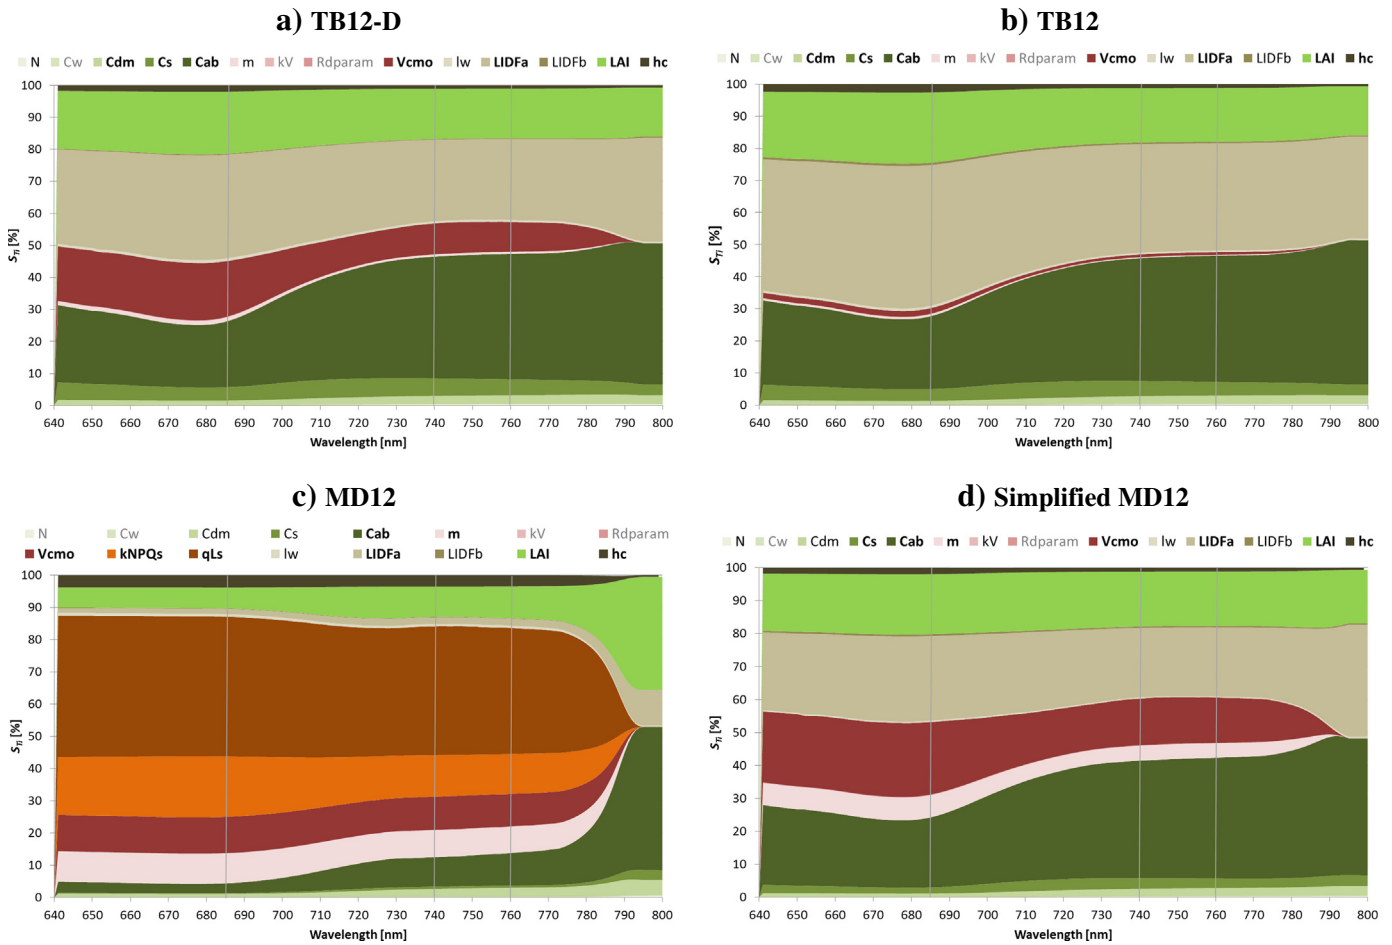 a) TB12-D
N Cw Cdm Cs Cab m kV Rdparam Vcmo lw LIDFa LIDFb LAI hc
100
90
80
70
60
50
40
30
20
10
0
S_Ti [%]
640 650 660 670 680 690 700 710 720 730 740 750 760 770 780 790 800
Wavelength [nm]
b) TB12
N Cw Cdm Cs Cab m kV Rdparam Vcmo lw LIDFa LIDFb LAI hc
100
90
80
70
60
50
40
30
20
10
0
S_Ti [%]
640 650 660 670 680 690 700 710 720 730 740 750 760 770 780 790 800
Wavelength [nm]
c) MD12
N Cw Cdm Cs Cab m kV Rdparam
Vcmo kNPQs qLs lw LIDFa LIDFb LAI hc
100
90
80
70
60
50
40
30
20
10
0
S_Ti [%]
640 650 660 670 680 690 700 710 720 730 740 750 760 770 780 790 800
Wavelength [nm]
d) Simplified MD12
N Cw Cdm Cs Cab m kV Rdparam Vcmo lw LIDFa LIDFb LAI hc
100
90
80
70
60
50
40
30
20
10
0
S_Ti [%]
640 650 660 670 680 690 700 710 720 730 740 750 760 770 780 790 800
Wavelength [nm]